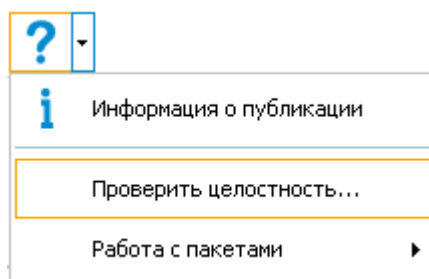 ?
i Информация о публикации
Проверить целостность...
Работа с пакетами